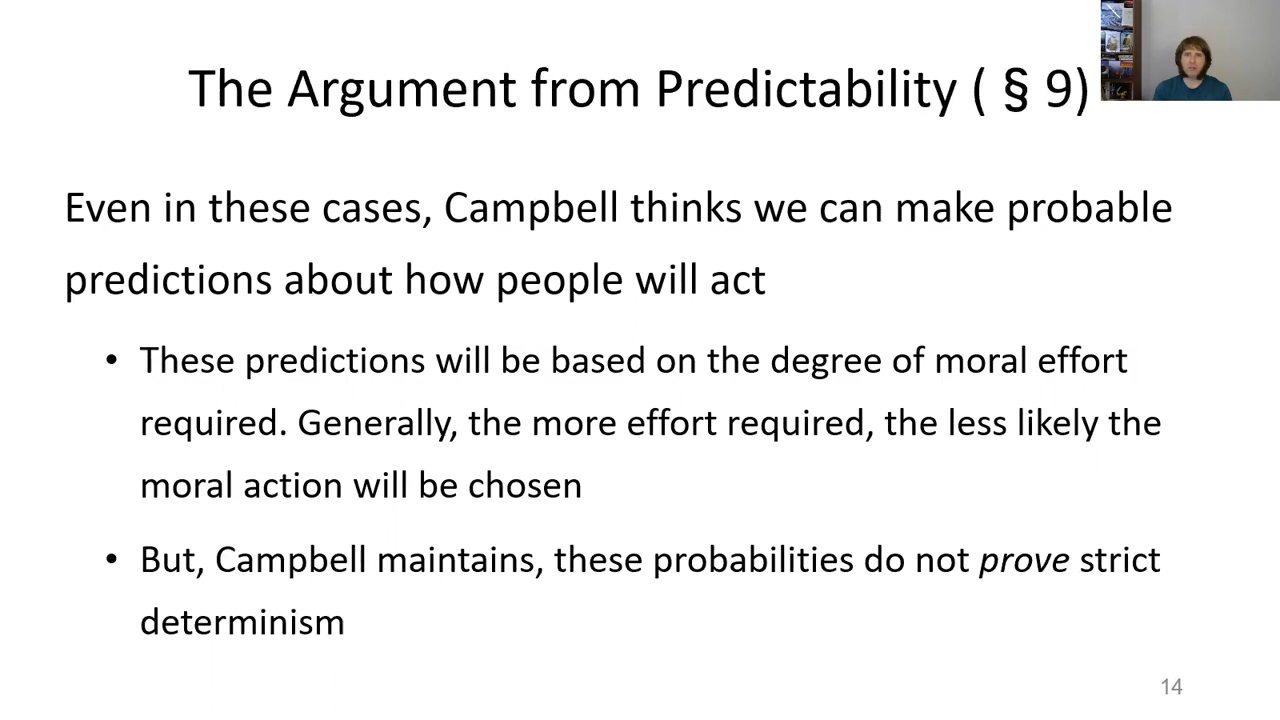 The Argument from Predictability ( § 9)
Even in these cases, Campbell thinks we can make probable
predictions about how people will act
• These predictions will be based on the degree of moral effort
required. Generally, the more effort required, the less likely the
moral action will be chosen
• But, Campbell maintains, these probabilities do not prove strict
determinism
14